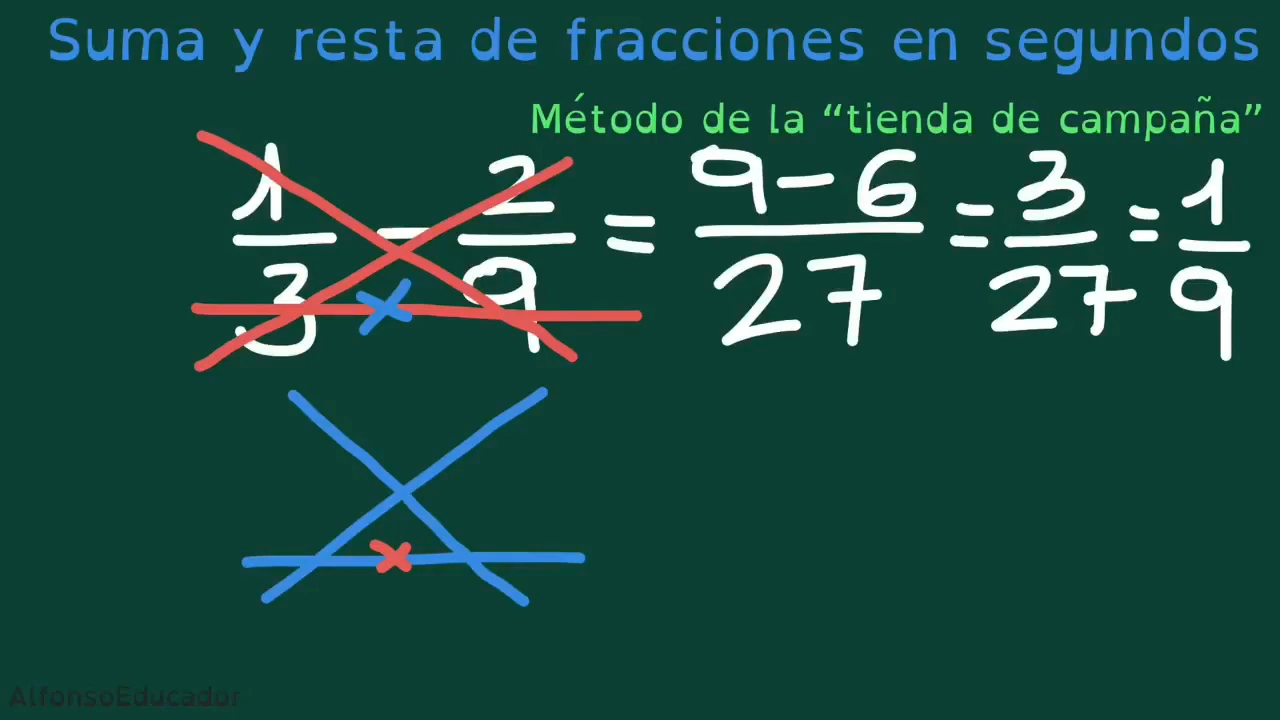 Suma y resta de fracciones en segundos
Método de la “tienda de campaña”
1/3 - 2/9 = 9-6/27 = 3/27 = 1/9
x
x
AlfonsoEducador